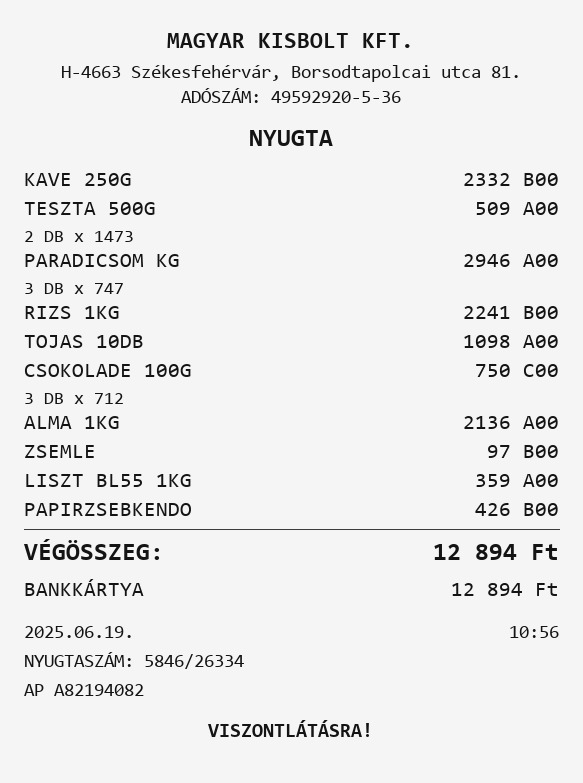 MAGYAR KISBOLT KFT.
H-4663 Székesfehérvár, Borsodtapolcai utca 81.
ADÓSZÁM: 49592920-5-36
NYUGTA
KAVE 250G 2332 B00
TESZTA 500G 509 A00
2 DB x 1473
PARADICSOM KG 2946 A00
3 DB x 747
RIZS 1KG 2241 B00
TOJAS 10DB 1098 A00
CSOKOLADE 100G 750 C00
3 DB x 712
ALMA 1KG 2136 A00
ZSEMLE 97 B00
LISZT BL55 1KG 359 A00
PAPIRZSEBKENDO 426 B00
VÉGÖSSZEG: 12 894 Ft
BANKKÁRTYA 12 894 Ft
2025.06.19. 10:56
NYUGTASZÁM: 5846/26334
AP A82194082
VISZONTLÁTÁSRA!